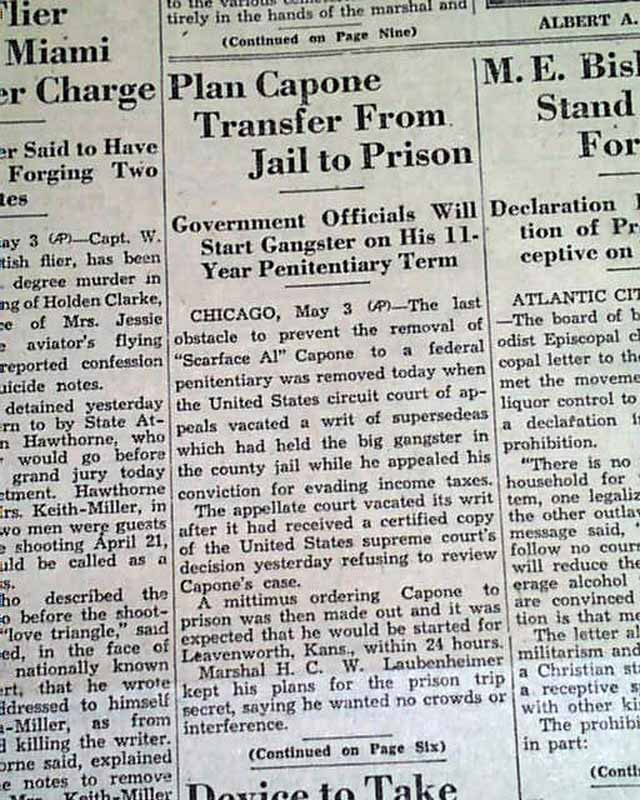 Flier
Miami
er Charge
er Said to Have
Forging Two
tes
ay 3 (AP)—Capt. W.
tish flier, has been
degree murder in
ng of Holden Clarke,
ce of Mrs. Jessie
e aviator's flying
reported confession
uicide notes.
detained yesterday
rn to by State At-
n Hawthorne, who
would go before
grand jury today
ctment. Hawthorne
rs. Keith-Miller, in
wo men were guests
e shooting April 21,
uld be called as a
s.
ho described the
o before the shoot-
"love triangle," said
ed, in the face of
nationally known
ert, that he wrote
ddressed to himself
a-Miller, as from
d killing the writer.
orne said, explained
e notes to remove
Mrs. Keith-Miller
to the various
tirely in the hands of the marshal and
(Continued on Page Nine)
Plan Capone
Transfer From
Jail to Prison
Government Officials Will
Start Gangster on His 11-
Year Penitentiary Term
CHICAGO, May 3 (AP)—The last
obstacle to prevent the removal of
"Scarface Al" Capone to a federal
penitentiary was removed today when
the United States circuit court of ap-
peals vacated a writ of supersedeas
which had held the big gangster in
the county jail while he appealed his
conviction for evading income taxes.
The appellate court vacated its writ
after it had received a certified copy
of the United States supreme court's
decision yesterday refusing to review
Capone's case.
A mittimus ordering Capone to
prison was then made out and it was
expected that he would be started for
Leavenworth, Kans., within 24 hours.
Marshal H. C. W. Laubenheimer
kept his plans for the prison trip
secret, saying he wanted no crowds or
interference.
(Continued on Page Six)
Device to Take
ALBERT A.
M. E. Bish
Stand
For
Declaration
tion of Pr
ceptive on
ATLANTIC CIT
—The board of b
odist Episcopal ch
copal letter to th
met the moveme
liquor control to
a declaration i
prohibition.
"There is no
household for
tem, one legaliz
the other outlaw
message said,
follow no cours
will reduce the
erage alcohol
are convinced
tion is that me
The letter a
militarism and
a Christian st
a receptive s
with other ki
The prohibi
in part:
(Conti